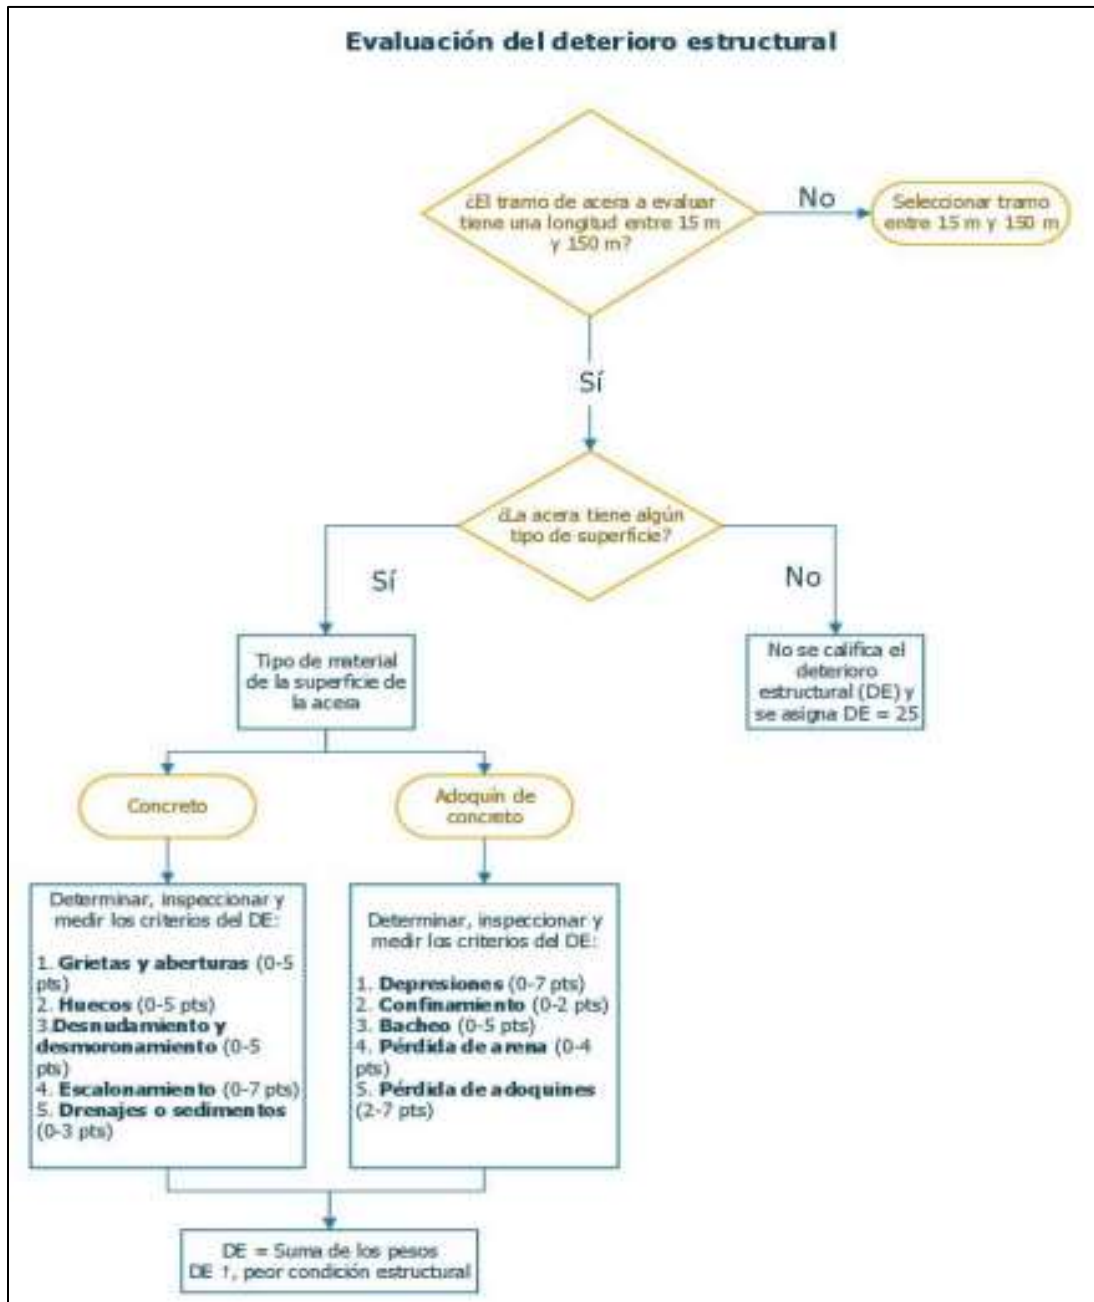 Evaluación del deterioro estructural
¿El tramo de acera a evaluar
tiene una longitud entre 15 m
y 150 m?
No
Seleccionar tramo
entre 15 m y 150 m
Sí
¿La acera tiene algún
tipo de superficie?
Sí
No
Tipo de material
de la superficie de
la acera
No se califica el
deterioro
estructural (DE) y
se asigna DE = 25
Concreto
Adoquín de
concreto
Determinar, inspeccionar y
medir los criterios del DE:
1. Grietas y aberturas (0-5
pts)
2. Huecos (0-5 pts)
3.Desnudamiento y
desmoronamiento (0-5
pts)
4. Escalonamiento (0-7 pts)
5. Drenajes o sedimentos
(0-3 pts)
Determinar, inspeccionar y
medir los criterios del DE:
1. Depresiones (0-7 pts)
2. Confinamiento (0-2 pts)
3. Bacheo (0-5 pts)
4. Pérdida de arena (0-4
pts)
5. Pérdida de adoquines
(2-7 pts)
DE = Suma de los pesos
DE ↑, peor condición estructural